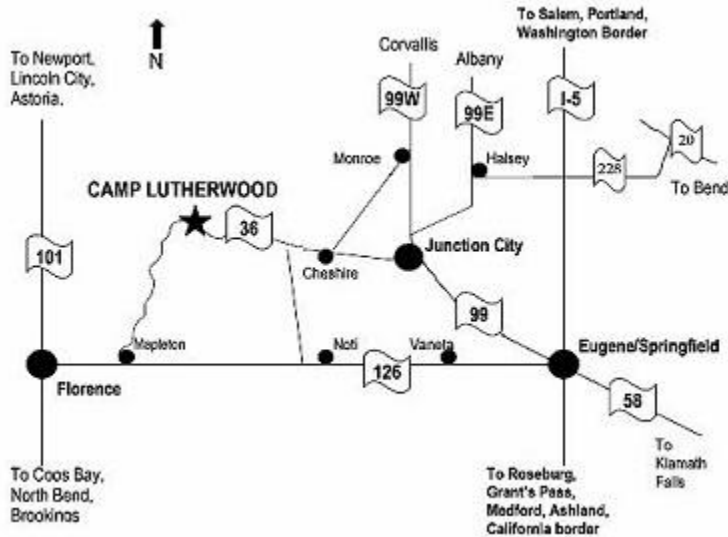 To Salem, Portland,
Washington Border
To Newport,
Lincoln City,
Astoria.
N
Corvallis
Albany
99W
99E
I-5
20
Monroe
Halsey
228
To Bend
CAMP LUTHERWOOD
36
Junction City
101
Cheshire
99
Mapleton
Noti
Vaneta
Eugene/Springfield
126
Florence
58
To Coos Bay,
North Bend,
Brookings
To Roseburg,
Grant's Pass,
Medford, Ashland,
California border
To
Klamath
Falls